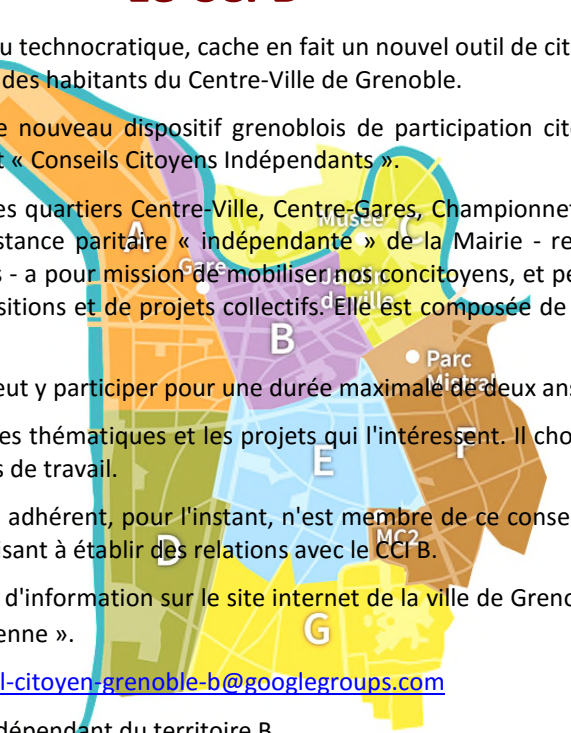 u technocratique, cache en fait un nouvel outil de cit
des habitants du Centre-Ville de Grenoble.
e nouveau dispositif grenoblois de participation cit
t « Conseils Citoyens Indépendants ».
es quartiers Centre-Ville, Centre-Gares, Championnet
stance paritaire « indépendante » de la Mairie - re
s - a pour mission de mobiliser nos concitoyens, et pe
sitions et de projets collectifs. Elle est composée de
eut y participer pour une durée maximale de deux ans
es thématiques et les projets qui l'intéressent. Il cho
s de travail.
adhérent, pour l'instant, n'est membre de ce conse
isant à établir des relations avec le CCI B.
d'information sur le site internet de la ville de Greno
enne ».
l-citoyen-grenoble-b@googlegroups.com
dépendant du territoire B
A
Musée
C
Gare
B
Parc
Mistral
E
F
D
MC2
G